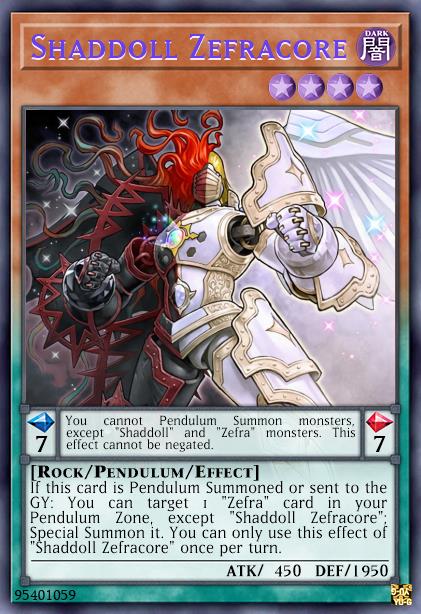 Shaddoll Zefracore
DARK
闇
You cannot Pendulum Summon monsters,
except "Shaddoll" and "Zefra" monsters. This
effect cannot be negated.
7
7
[Rock/Pendulum/Effect]
If this card is Pendulum Summoned or sent to the
GY: You can target 1 "Zefra" card in your
Pendulum Zone, except "Shaddoll Zefracore";
Special Summon it. You can only use this effect of
"Shaddoll Zefracore" once per turn.
ATK/ 450 DEF/1950
95401059